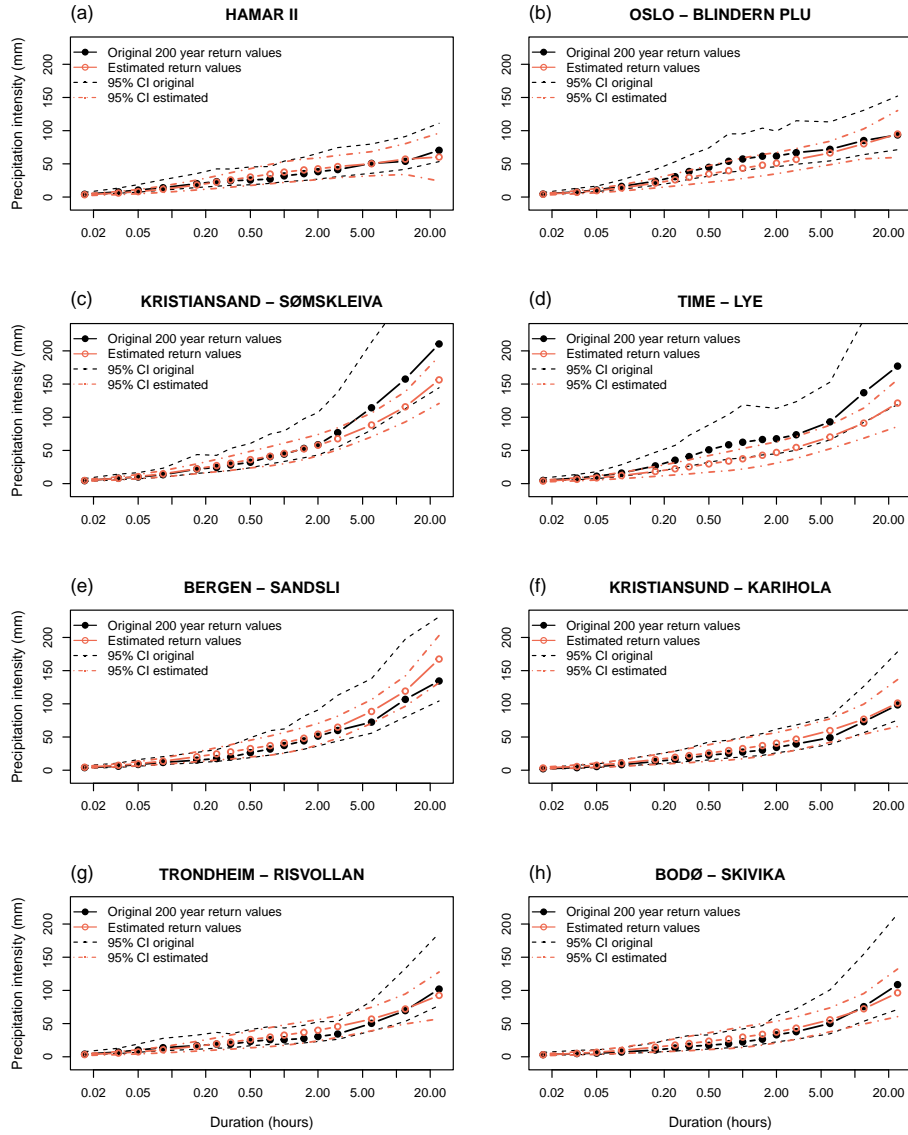 (a) HAMAR II
Precipitation intensity (mm)
0 50 100 150 200
Original 200 year return values
Estimated return values
95% CI original
95% CI estimated
0.02 0.05 0.20 0.50 2.00 5.00 20.00
(b) OSLO – BLINDERN PLU
0 50 100 150 200
Original 200 year return values
Estimated return values
95% CI original
95% CI estimated
0.02 0.05 0.20 0.50 2.00 5.00 20.00
(c) KRISTIANSAND – SØMSKLEIVA
Precipitation intensity (mm)
0 50 100 150 200
Original 200 year return values
Estimated return values
95% CI original
95% CI estimated
0.02 0.05 0.20 0.50 2.00 5.00 20.00
(d) TIME – LYE
0 50 100 150 200
Original 200 year return values
Estimated return values
95% CI original
95% CI estimated
0.02 0.05 0.20 0.50 2.00 5.00 20.00
(e) BERGEN – SANDSLI
Precipitation intensity (mm)
0 50 100 150 200
Original 200 year return values
Estimated return values
95% CI original
95% CI estimated
0.02 0.05 0.20 0.50 2.00 5.00 20.00
(f) KRISTIANSUND – KARIHOLA
0 50 100 150 200
Original 200 year return values
Estimated return values
95% CI original
95% CI estimated
0.02 0.05 0.20 0.50 2.00 5.00 20.00
(g) TRONDHEIM – RISVOLLAN
Precipitation intensity (mm)
0 50 100 150 200
Original 200 year return values
Estimated return values
95% CI original
95% CI estimated
0.02 0.05 0.20 0.50 2.00 5.00 20.00
Duration (hours)
(h) BODØ – SKIVIKA
0 50 100 150 200
Original 200 year return values
Estimated return values
95% CI original
95% CI estimated
0.02 0.05 0.20 0.50 2.00 5.00 20.00
Duration (hours)